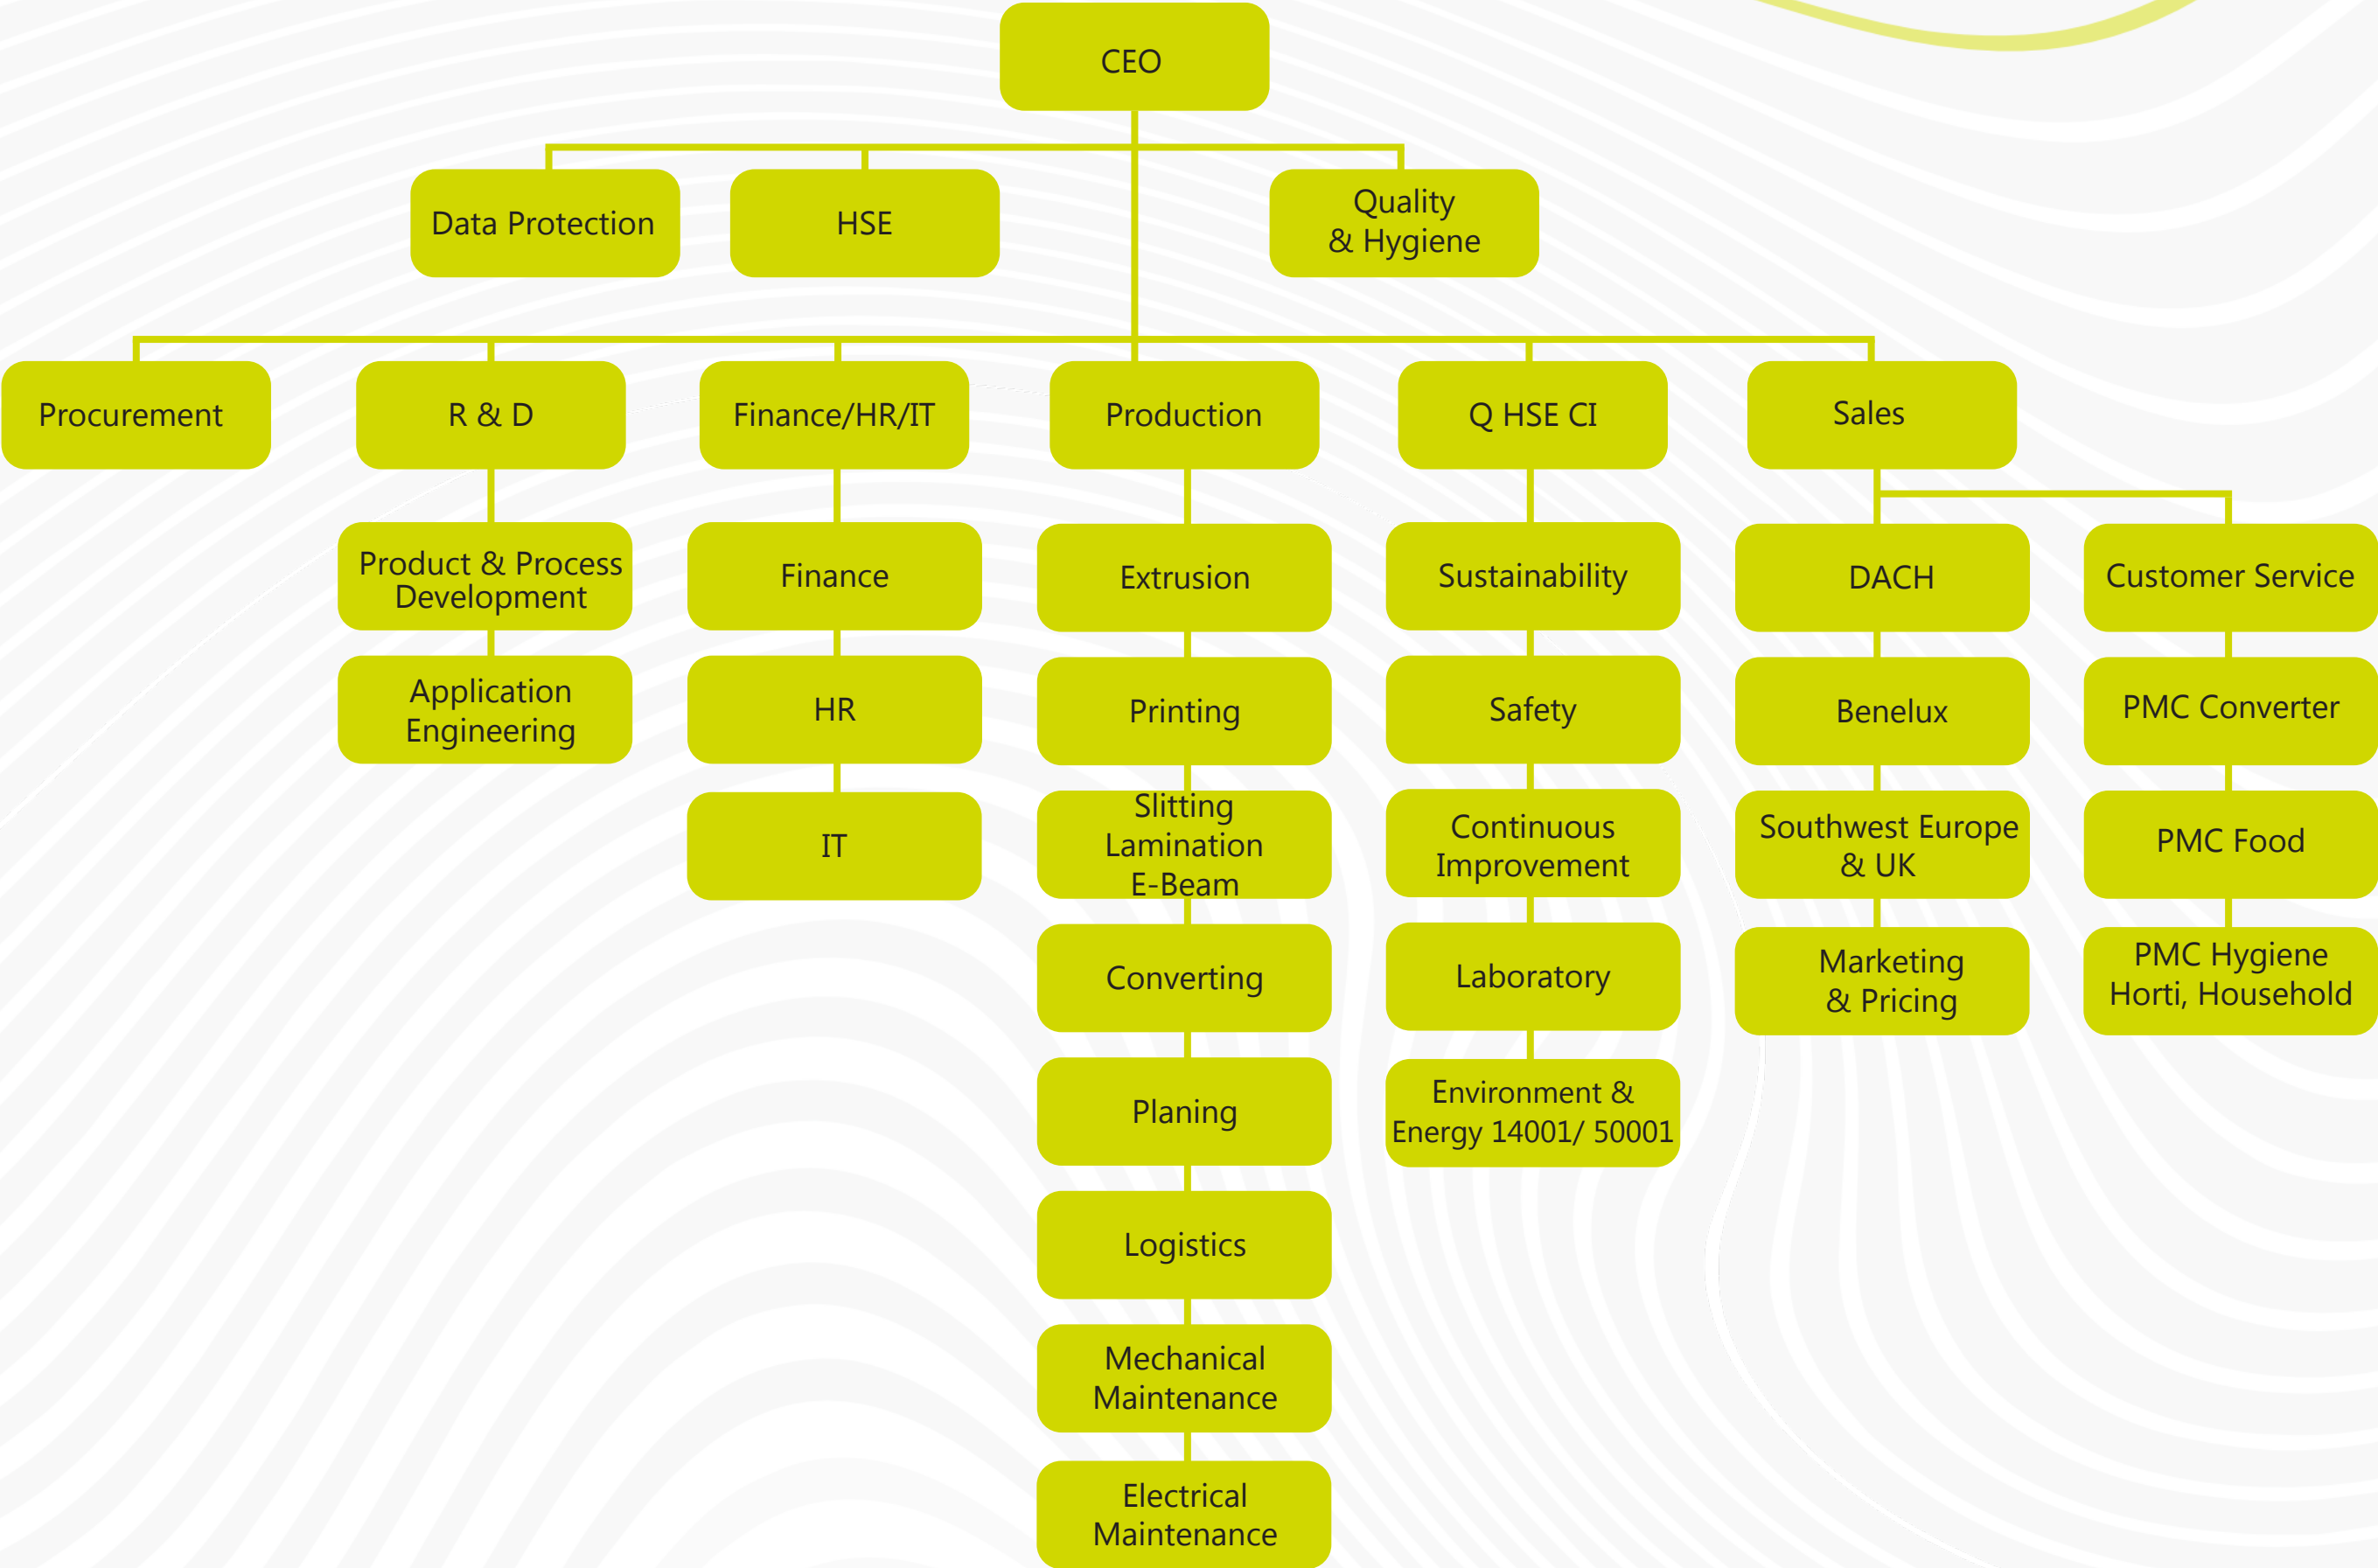 CEO
Data Protection
HSE
Quality
& Hygiene
Procurement
R & D
Finance/HR/IT
Production
Q HSE CI
Sales
Product & Process
Development
Application
Engineering
Finance
HR
IT
Extrusion
Printing
Slitting
Lamination
E-Beam
Converting
Planing
Logistics
Mechanical
Maintenance
Electrical
Maintenance
Sustainability
Safety
Continuous
Improvement
Laboratory
Environment &
Energy 14001/ 50001
DACH
Benelux
Southwest Europe
& UK
Marketing
& Pricing
Customer Service
PMC Converter
PMC Food
PMC Hygiene
Horti, Household